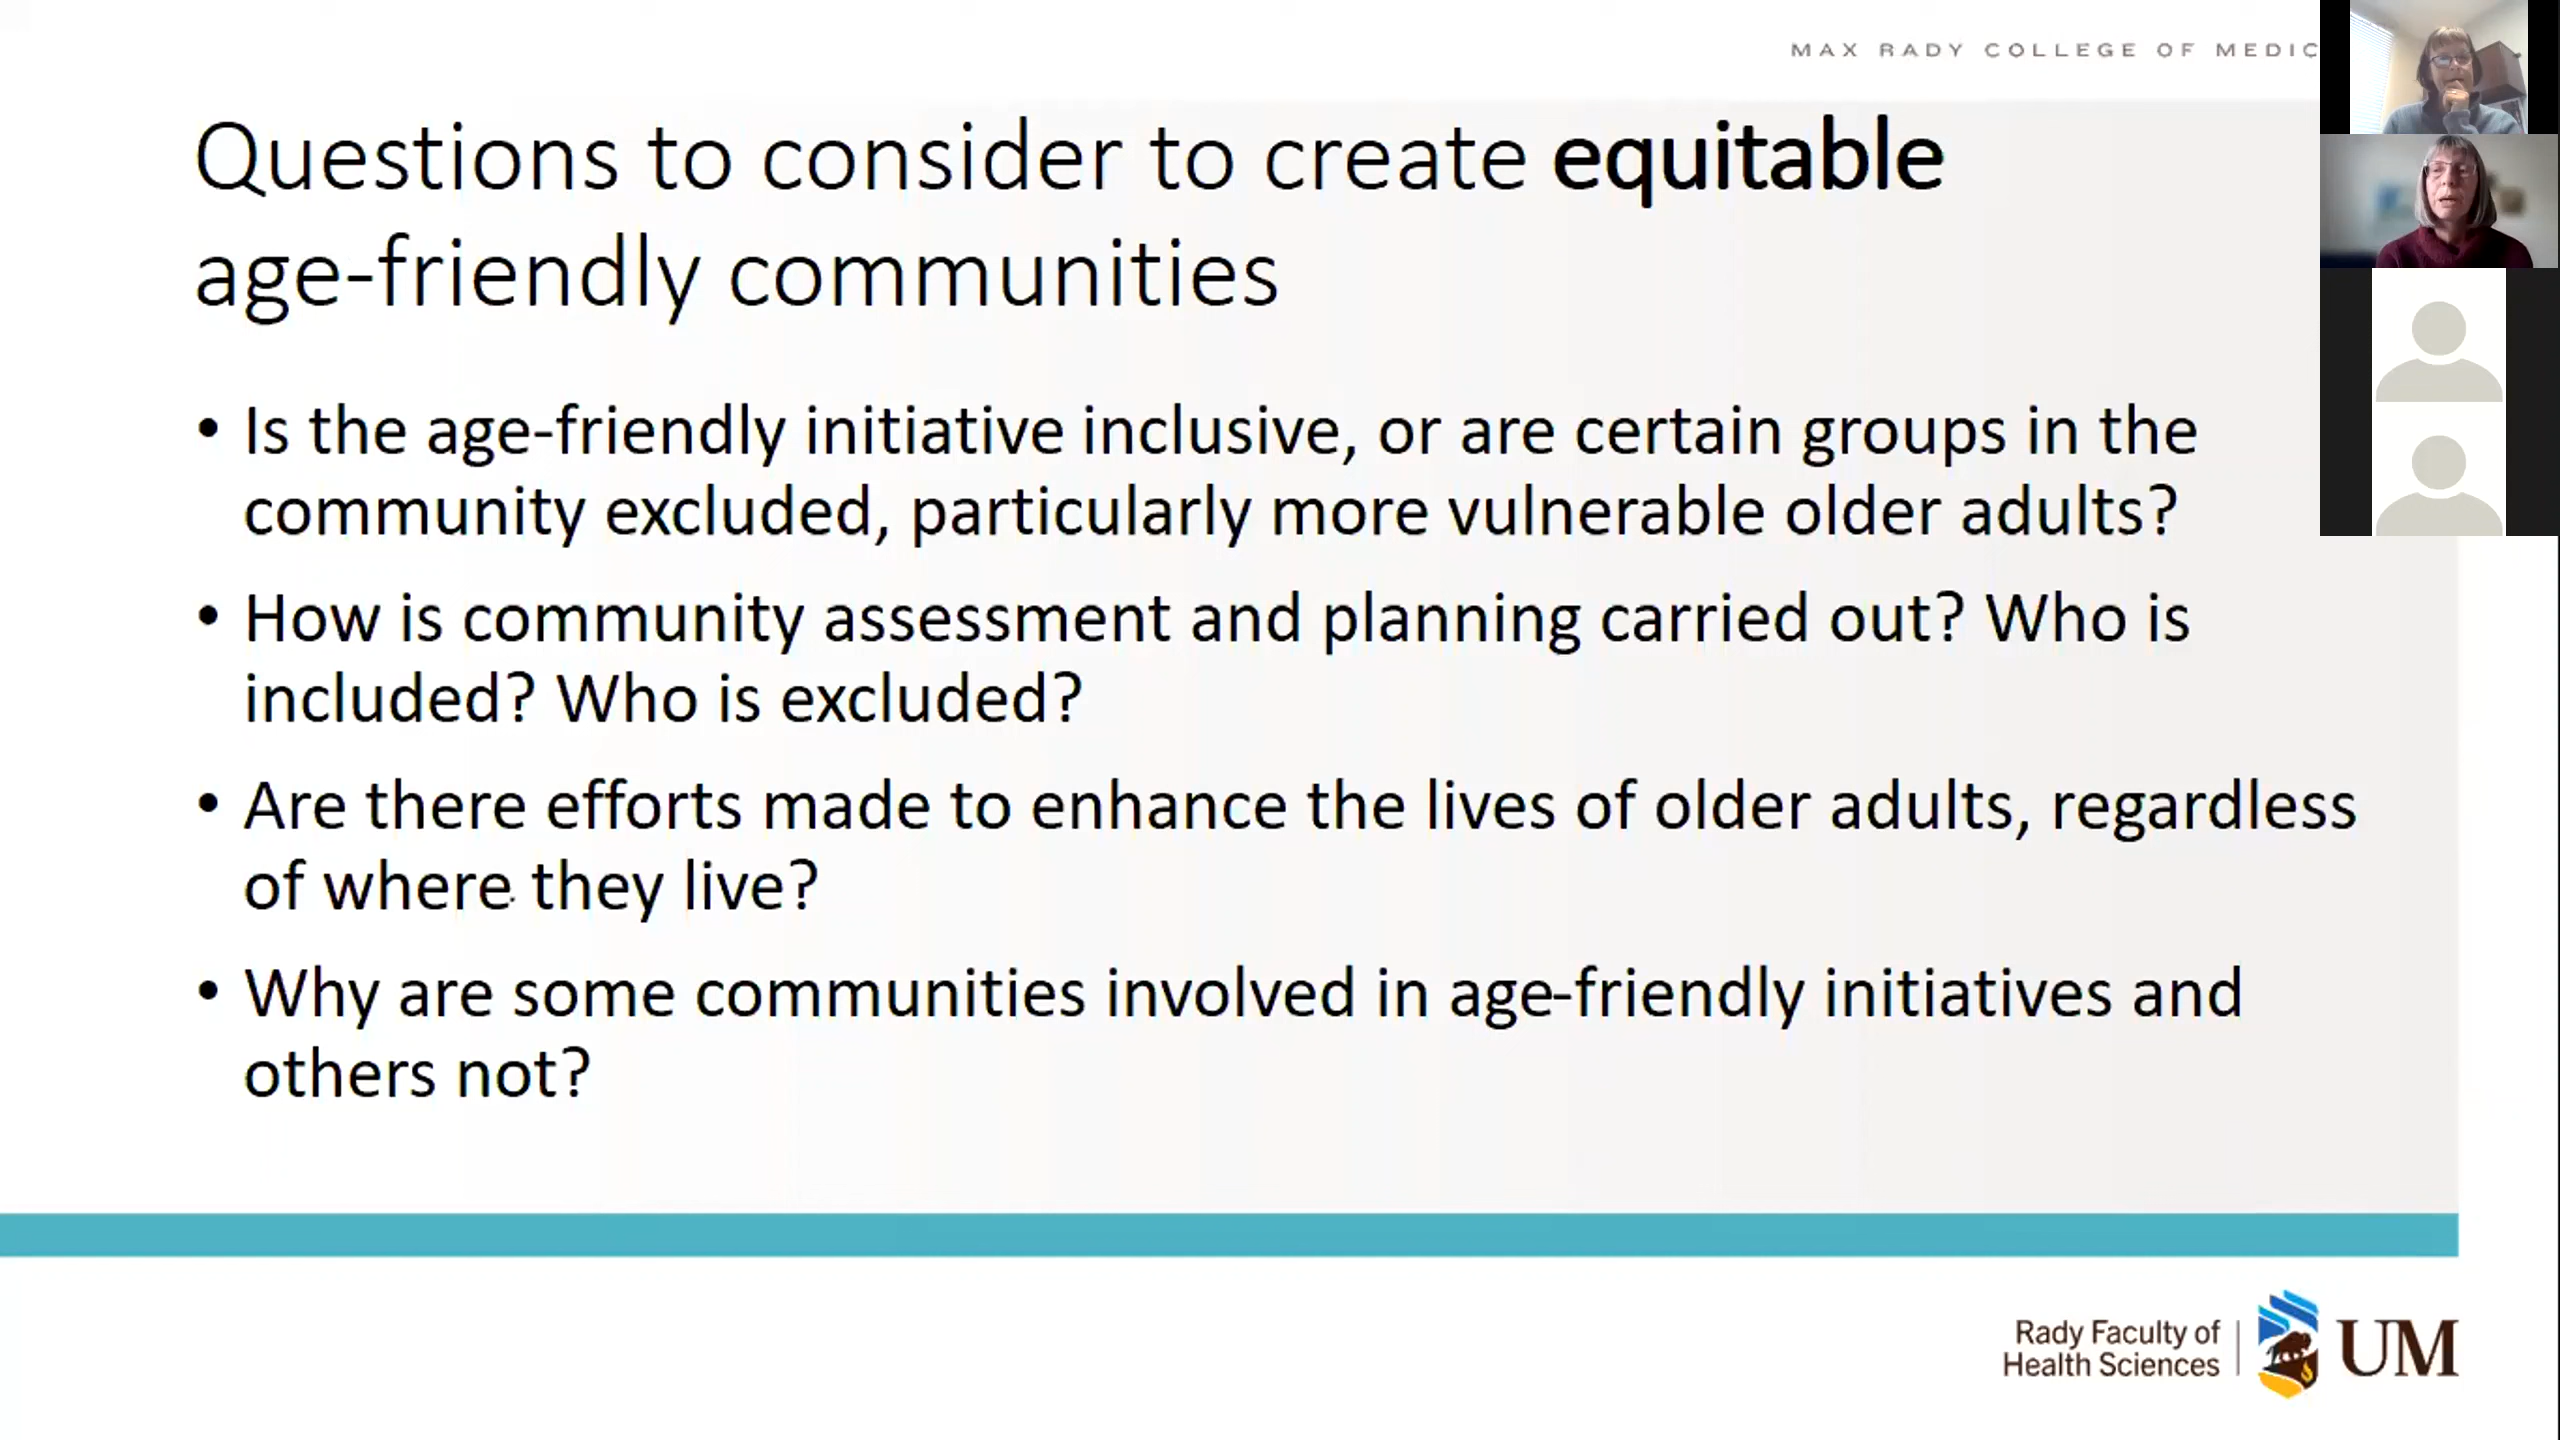 MAX RADY COLLEGE OF
Questions to consider to create equitable
age-friendly communities
• Is the age-friendly initiative inclusive, or are certain groups in the
community excluded, particularly more vulnerable older adults?
• How is community assessment and planning carried out? Who is
included? Who is excluded?
• Are there efforts made to enhance the lives of older adults, regardless
of where they live?
• Why are some communities involved in age-friendly initiatives and
others not?
Rady Faculty of
Health Sciences
UM